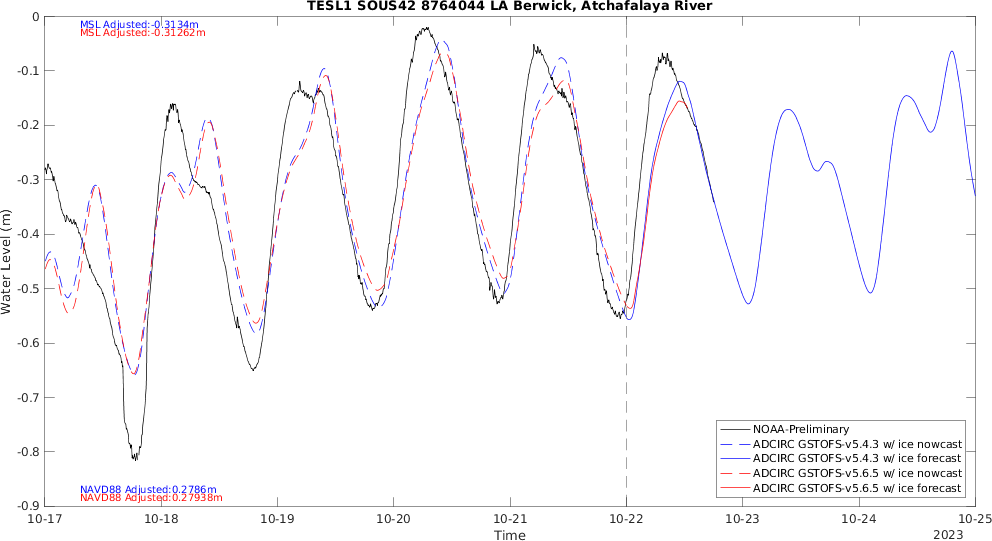 TESL1 SOUS42 8764044 LA Berwick, Atchafalaya River
MSL Adjusted:-0.3134m
MSL Adjusted:-0.31262m
0
-0.1
-0.2
-0.3
-0.4
-0.5
-0.6
-0.7
-0.8
-0.9
Water Level (m)
NOAA-Preliminary
ADCIRC GSTOFS-v5.4.3 w/ ice nowcast
ADCIRC GSTOFS-v5.4.3 w/ ice forecast
ADCIRC GSTOFS-v5.6.5 w/ ice nowcast
ADCIRC GSTOFS-v5.6.5 w/ ice forecast
NAVD88 Adjusted:0.2786m
NAVD88 Adjusted:0.27938m
10-17 10-18 10-19 10-20 10-21 10-22 10-23 10-24 10-25
Time
2023